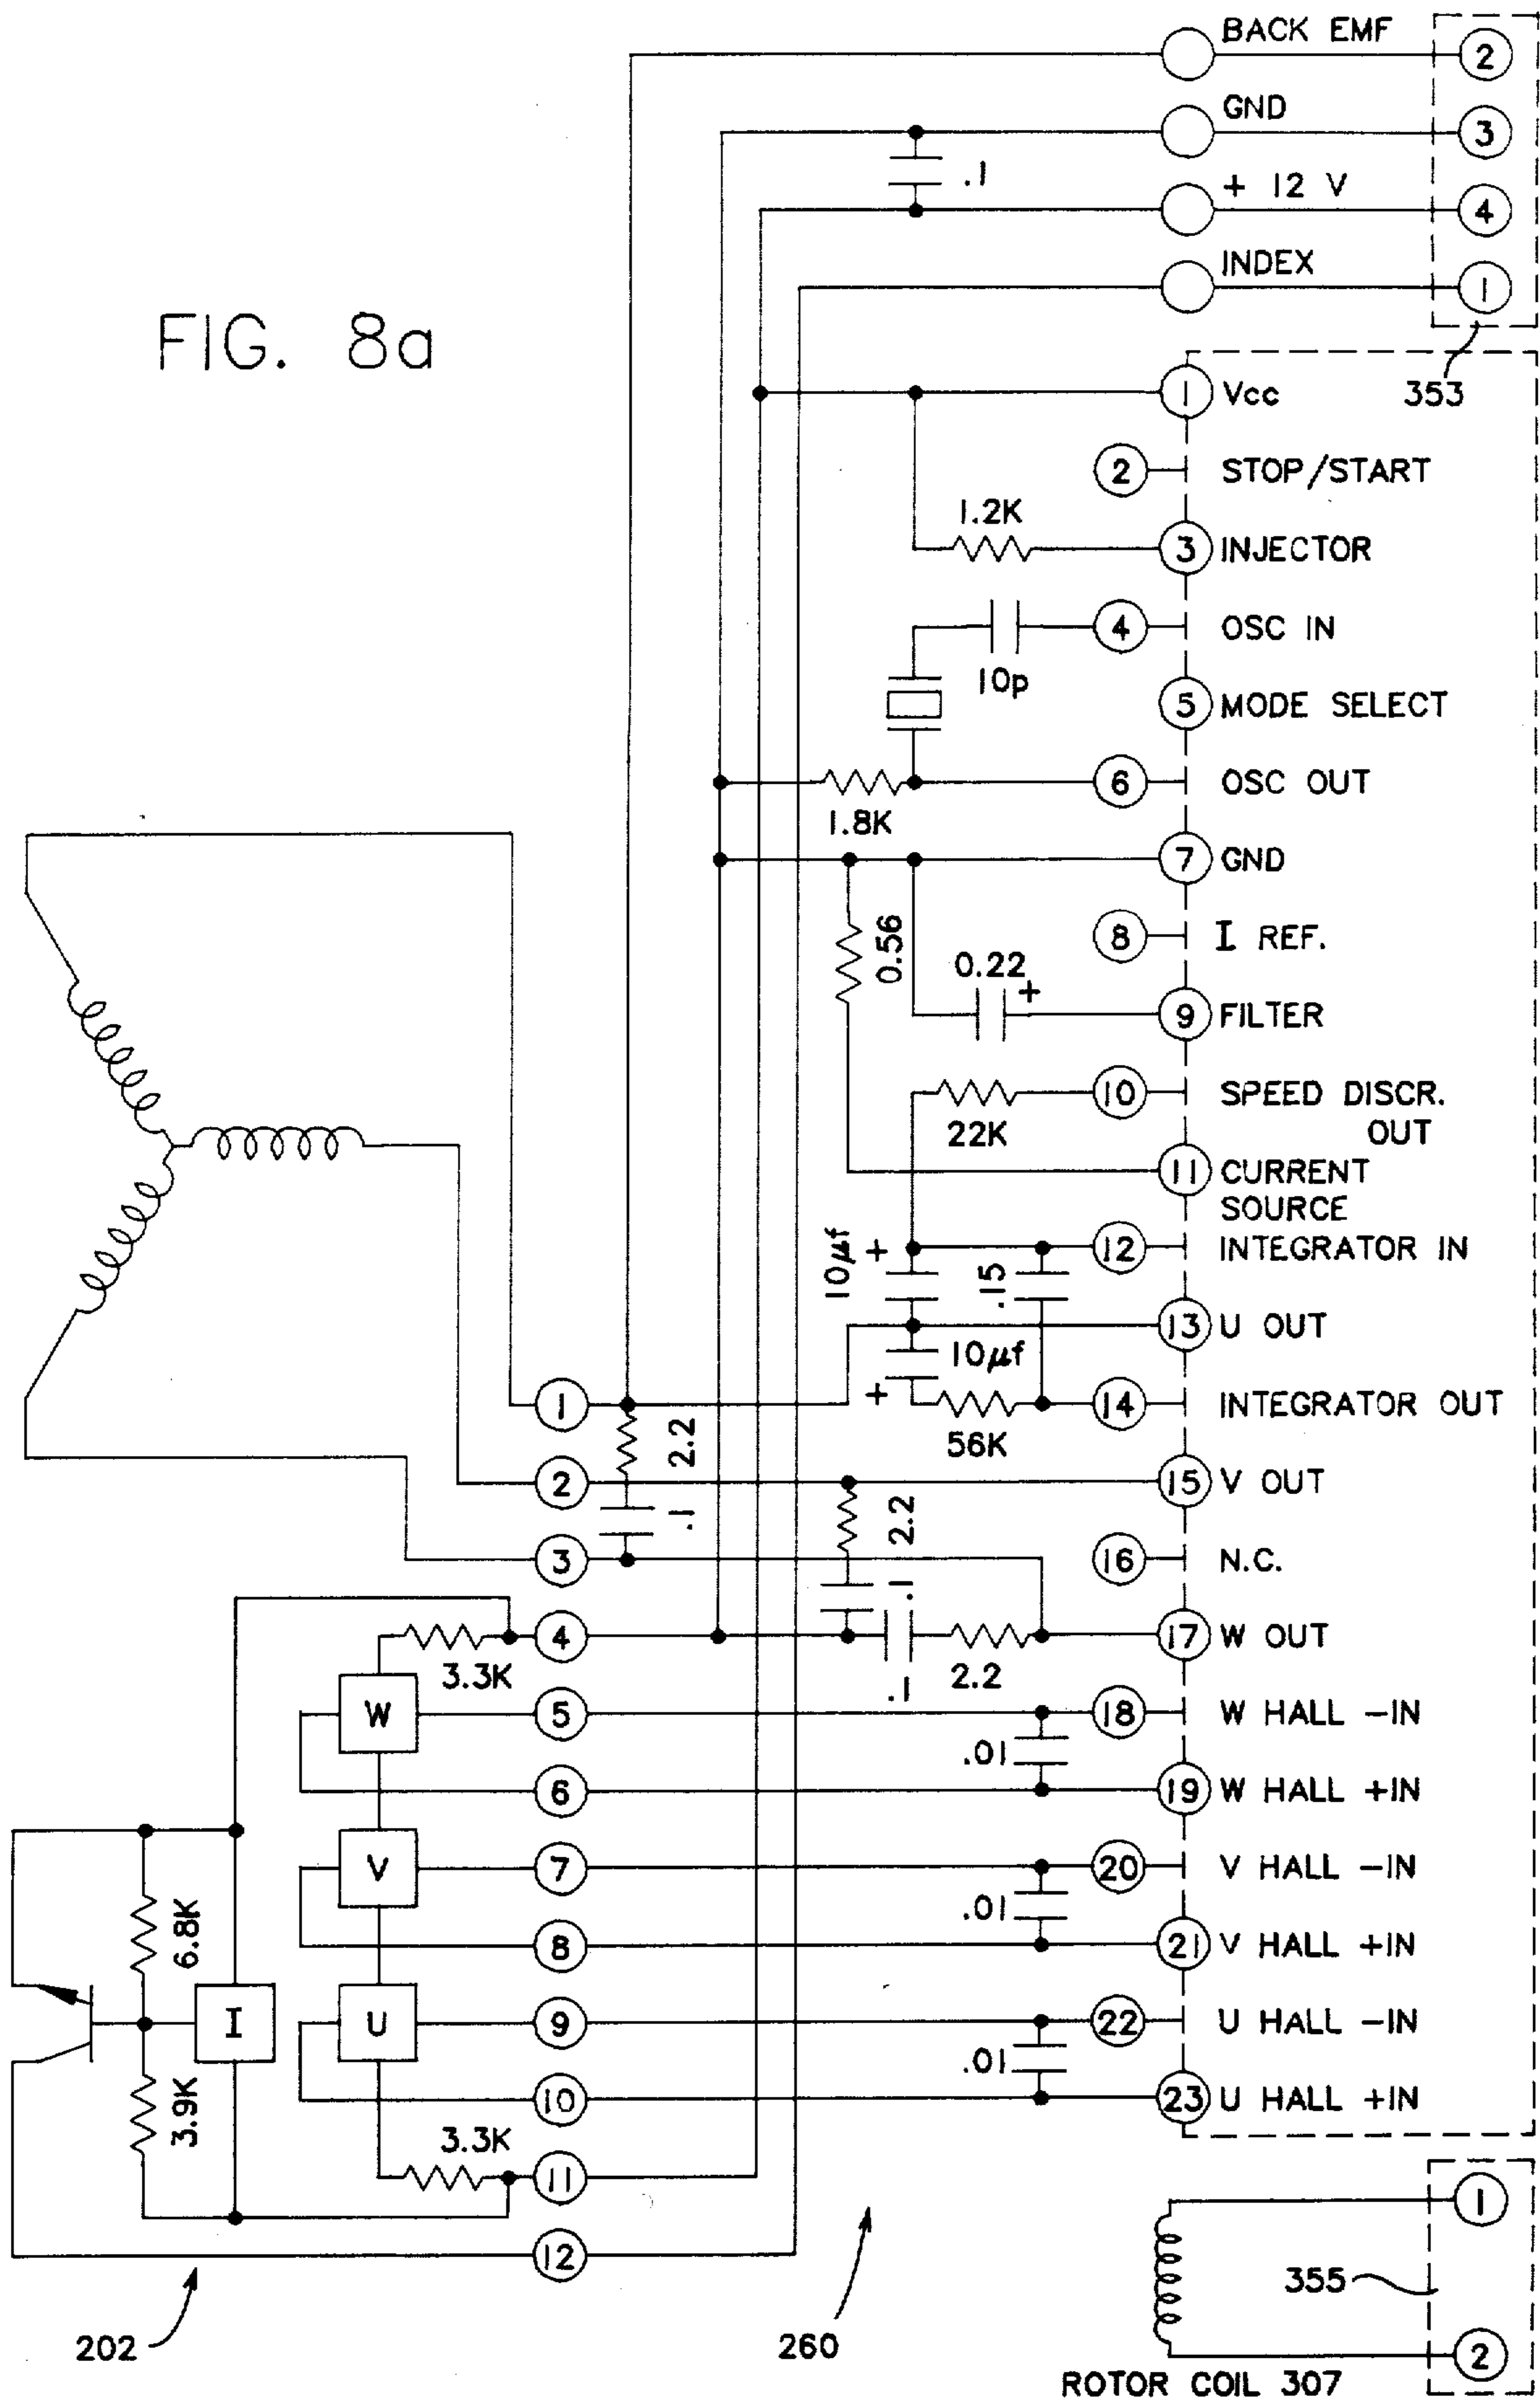 BACK EMF 2
GND 3
.1
+ 12 V 4
INDEX 1
FIG. 8a
353
1 Vcc
2 STOP/START
1.2K
3 INJECTOR
4 OSC IN
10p
5 MODE SELECT
6 OSC OUT
1.8K
7 GND
0.56
8 I REF.
0.22
+
9 FILTER
10 SPEED DISCR.
OUT
22K
11 CURRENT
SOURCE
10µf +
.15
12 INTEGRATOR IN
13 U OUT
10µf
+
1
14 INTEGRATOR OUT
56K
2.2
2
15 V OUT
.1
2.2
3
16 N.C.
.1
4
17 W OUT
3.3K
.1
2.2
W
5
18 W HALL -IN
.01
6
19 W HALL +IN
V
7
20 V HALL -IN
.01
8
21 V HALL +IN
6.8K
I
U
9
22 U HALL -IN
.01
10
23 U HALL +IN
3.9K
3.3K
11
12
1
355
202
260
2
ROTOR COIL 307